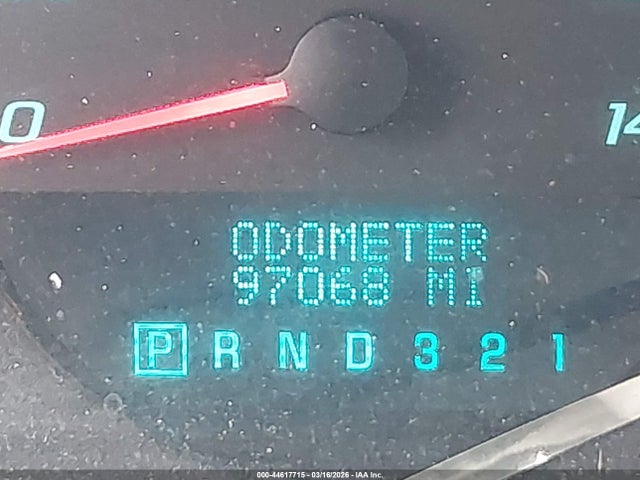 0
14
ODOMETER
97068 MI
P R N D 3 2 1
000-44617715 - 03/16/2026 - IAA Inc.